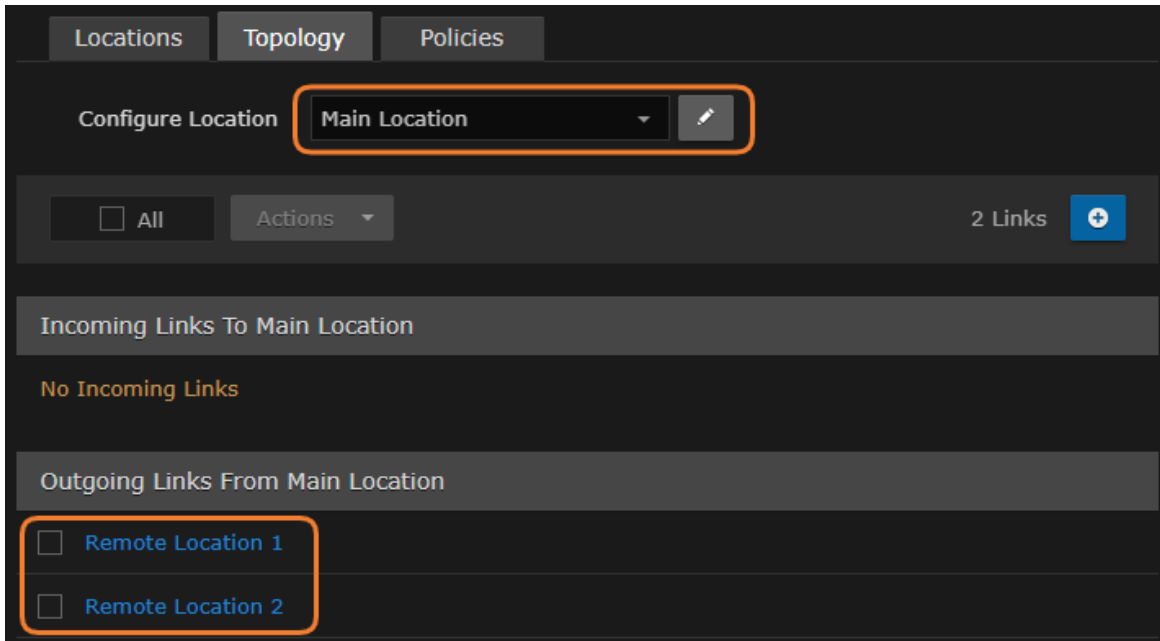 Locations Topology Policies
Configure Location Main Location
All Actions 2 Links
Incoming Links To Main Location
No Incoming Links
Outgoing Links From Main Location
Remote Location 1
Remote Location 2